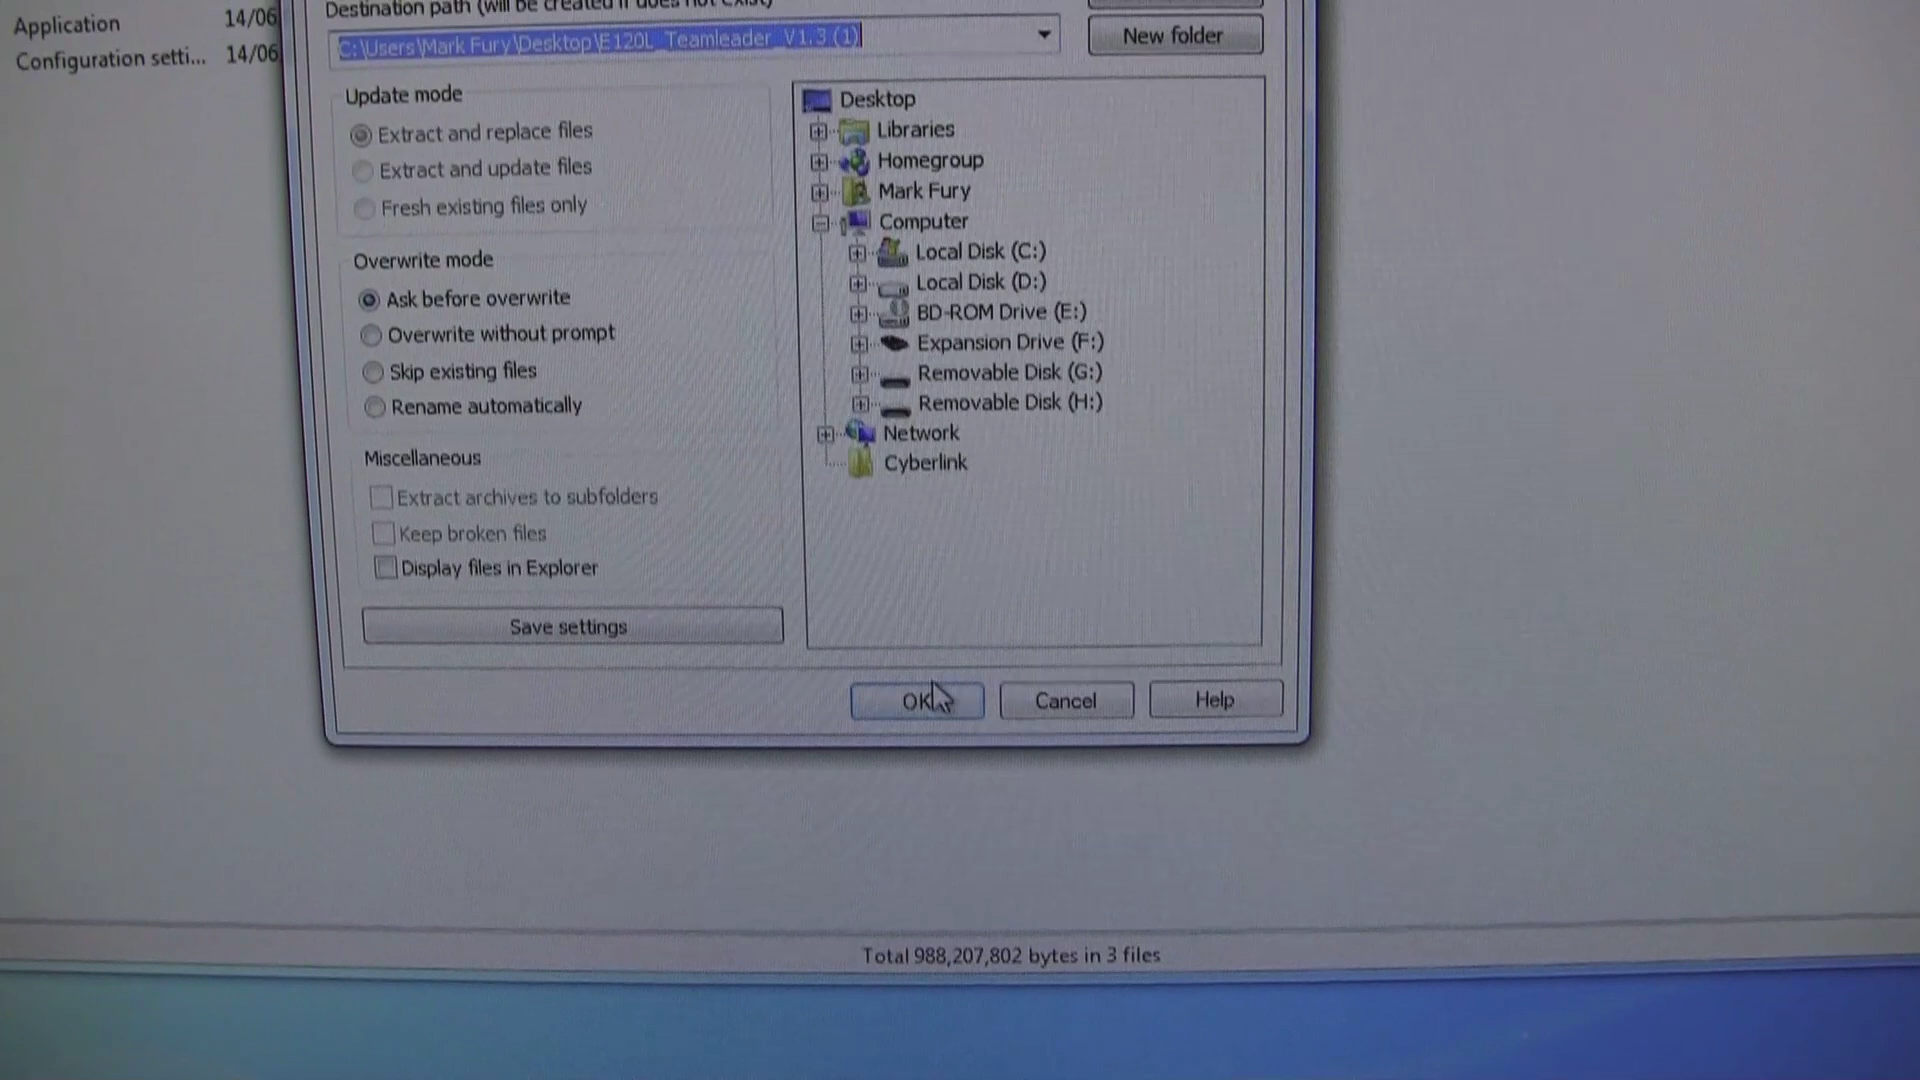 Application 14/06
Configuration setti... 14/06
Destination path (will be created if does not exist)
C:\Users\Mark Fury\Desktop\E120L_Teamleader_V1.3 (1)
New folder
Update mode
Extract and replace files
Extract and update files
Fresh existing files only
Overwrite mode
Ask before overwrite
Overwrite without prompt
Skip existing files
Rename automatically
Miscellaneous
Extract archives to subfolders
Keep broken files
Display files in Explorer
Save settings
Desktop
Libraries
Homegroup
Mark Fury
Computer
Local Disk (C:)
Local Disk (D:)
BD-ROM Drive (E:)
Expansion Drive (F:)
Removable Disk (G:)
Removable Disk (H:)
Network
Cyberlink
OK
Cancel
Help
Total 988,207,802 bytes in 3 files